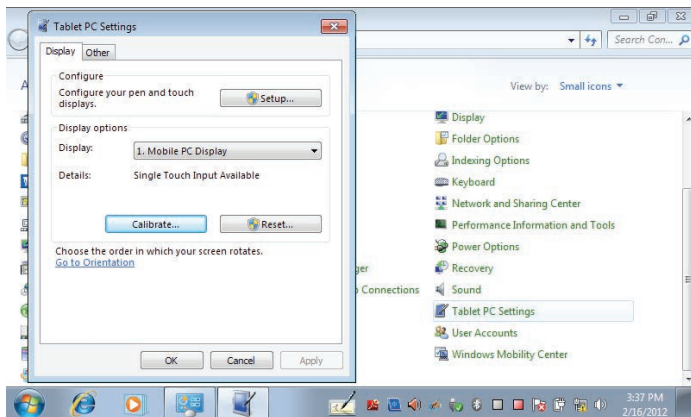 Tablet PC Settings
Display
Other
Configure
Configure your pen and touch
displays.
Setup...
Display options
Display:
1. Mobile PC Display
Details:
Single Touch Input Available
Calibrate...
Reset...
Choose the order in which your screen rotates.
Go to Orientation
OK
Cancel
Apply
Search Con...
View by:
Small icons
Display
Folder Options
Indexing Options
Keyboard
Network and Sharing Center
Performance Information and Tools
Power Options
Recovery
Connections
Sound
Tablet PC Settings
User Accounts
Windows Mobility Center
3:37 PM
2/16/2012